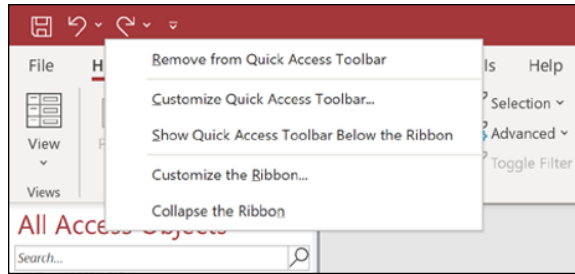 Remove from Quick Access Toolbar
File
H
ls
Help
Customize Quick Access Toolbar...
Selection
Show Quick Access Toolbar Below the Ribbon
Advanced
View
P
Toggle Filter
Customize the Ribbon...
Views
Collapse the Ribbon
All Access Objects
Search...